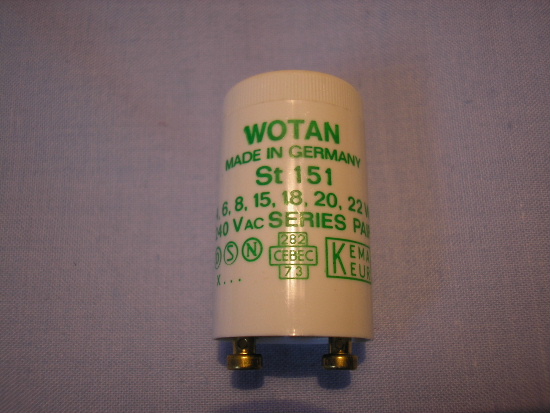 WOTAN
MADE IN GERMANY
St 151
6, 8, 15, 18, 20, 22 W
240 VAC SERIES PAIR
D S N
282
CEBEC
73
KEMA
KEUR
X...